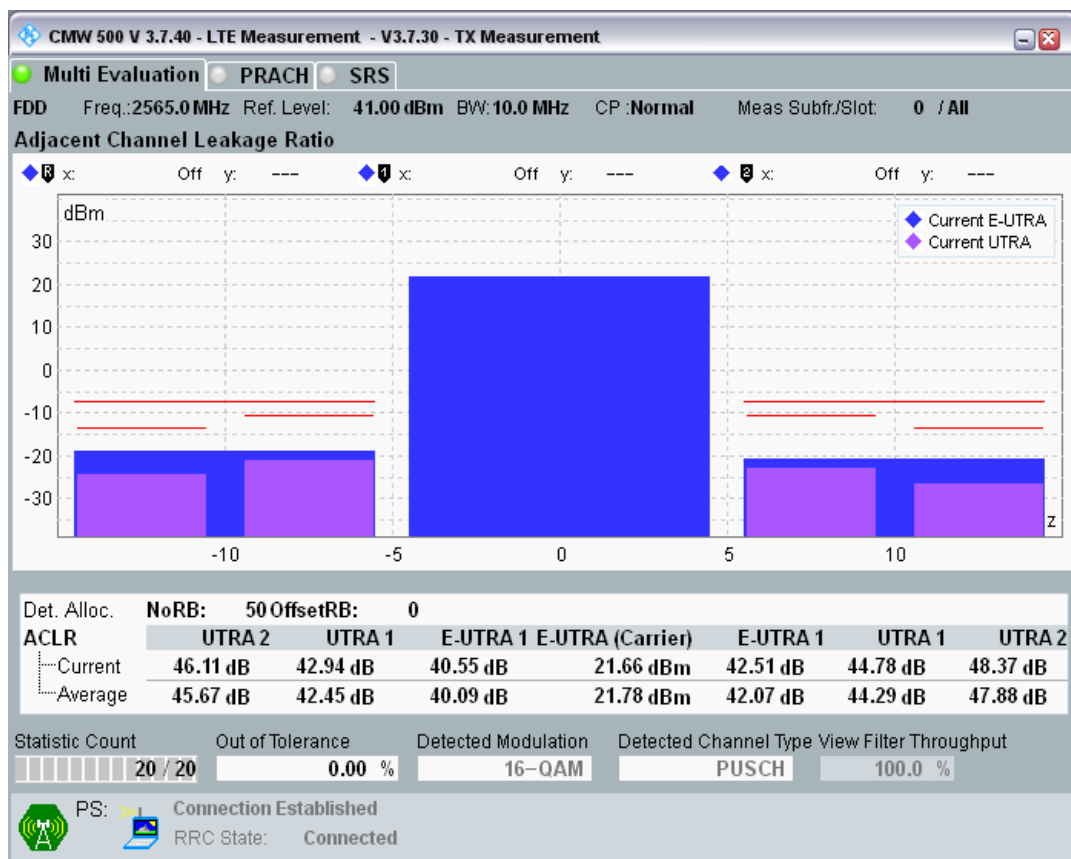 CMW 500 V 3.7.40 - LTE Measurement - V3.7.30 - TX Measurement
Multi Evaluation PRACH SRS
FDD Freq.:2565.0 MHz Ref. Level: 41.00 dBm BW: 10.0 MHz CP :Normal Meas Subfr./Slot: 0 / All
Adjacent Channel Leakage Ratio
R x: Off y: --- 1 x: Off y: --- 2 x: Off y: ---
dBm
Current E-UTRA
Current UTRA
30
20
10
0
-10
-20
-30
z
-10 -5 0 5 10
Det. Alloc. NoRB: 50 OffsetRB: 0
ACLR UTRA 2 UTRA 1 E-UTRA 1 E-UTRA (Carrier) E-UTRA 1 UTRA 1 UTRA 2
Current 46.11 dB 42.94 dB 40.55 dB 21.66 dBm 42.51 dB 44.78 dB 48.37 dB
Average 45.67 dB 42.45 dB 40.09 dB 21.78 dBm 42.07 dB 44.29 dB 47.88 dB
Statistic Count Out of Tolerance Detected Modulation Detected Channel Type View Filter Throughput
20 / 20 0.00 % 16-QAM PUSCH 100.0 %
PS: Connection Established
RRC State: Connected